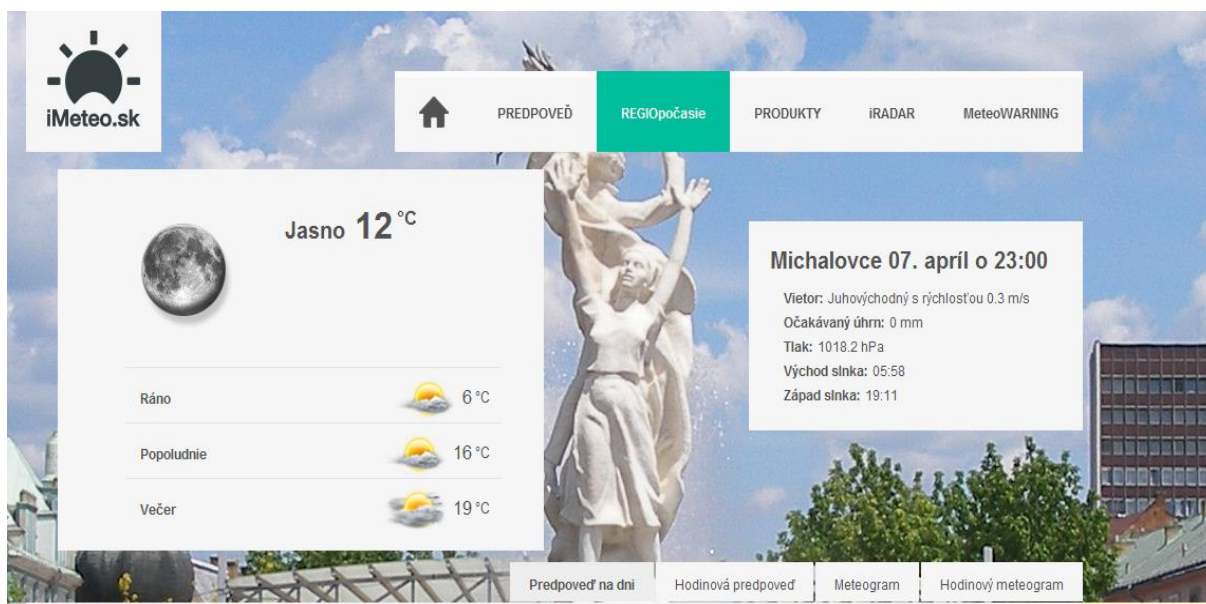 iMeteo.sk
PREDPOVEĎ REGIOpočasie PRODUKTY iRADAR MeteoWARNING
Jasno 12 °C
Ráno 6 °C
Popoludnie 16 °C
Večer 19 °C
Michalovce 07. apríl o 23:00
Vietor: Juhovýchodný s rýchlosťou 0.3 m/s
Očakávaný úhrn: 0 mm
Tlak: 1018.2 hPa
Východ slnka: 05:58
Západ slnka: 19:11
Predpoveď na dni Hodinová predpoveď Meteogram Hodinový meteogram